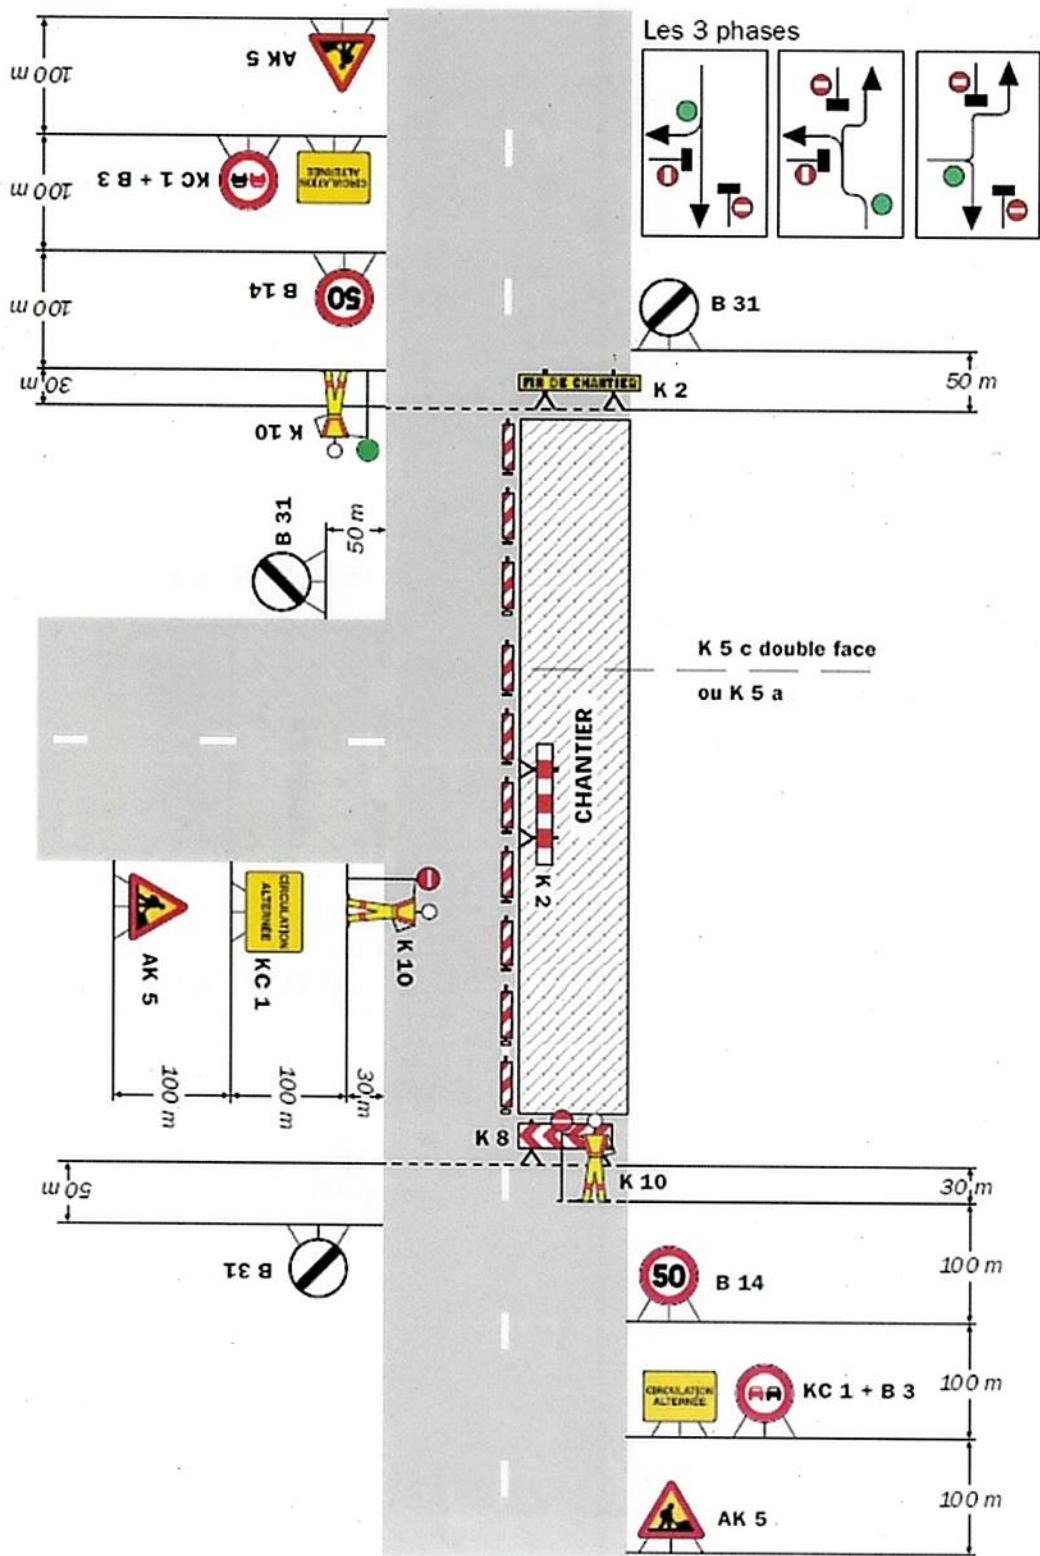 Les 3 phases
AK 5
100 m
CIRCULATION
ALTERNÉE
KC 1 + B 3
100 m
50
B 14
100 m
B 31
50 m
FIN DE CHANTIER
K 2
30 m
K 10
B 31
50 m
K 5 c double face
ou K 5 a
CHANTIER
K 2
K 10
CIRCULATION
ALTERNÉE
KC 1
AK 5
100 m
100 m
30 m
K 8
K 10
30 m
50 m
B 31
50
B 14
100 m
CIRCULATION
ALTERNÉE
KC 1 + B 3
100 m
AK 5
100 m